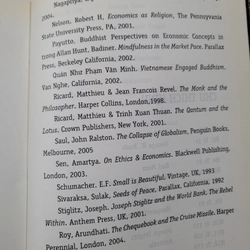 2004.
Nelson, Robert H, Economics as Religion, The Pennsylvania
State University Press, PA, 2001.
Payutto. Buddhist Perspectives on Economic Concepts in
Allan Hunt, Badiner, Mindfulness in the Market Pace. Parallax
Press, Berkeley, California, 2002.
Quán Như Pham Văn Minh. Vietnamese Engaged Buddhism,
Van Nghe, California, 2002.
Ricard, Matthieu & Jean Francois Revel. The Monk and the
Philosopher, Harper Collins, London,1998.
Ricard, Matthieu & Trinh Xuan Thuan. The Qantum and the
Lotus, Crown Publishers, New York, 2001.
Saul, John Ralston. The Collapse of Globalism, Penguin Books,
Melbourne, 2005
Sen, Amartya. On Ethics & Economics. Blackwell Publishing,
London, 2003.
Schumacher. E.F. Small is Beautiful, Vintage, UK, 1993
Sivaraksa, Sulak, Seeds of Peace, Parallax. California. 1992
Stiglitz, Joseph. Joseph Stiglitz and the World Bank. The Rebel
Within. Anthem Press, UK, 2001.
Roy, Arundhati. The Chequebook and The Cruise Missile. Harper
Perennial, London, 2004.